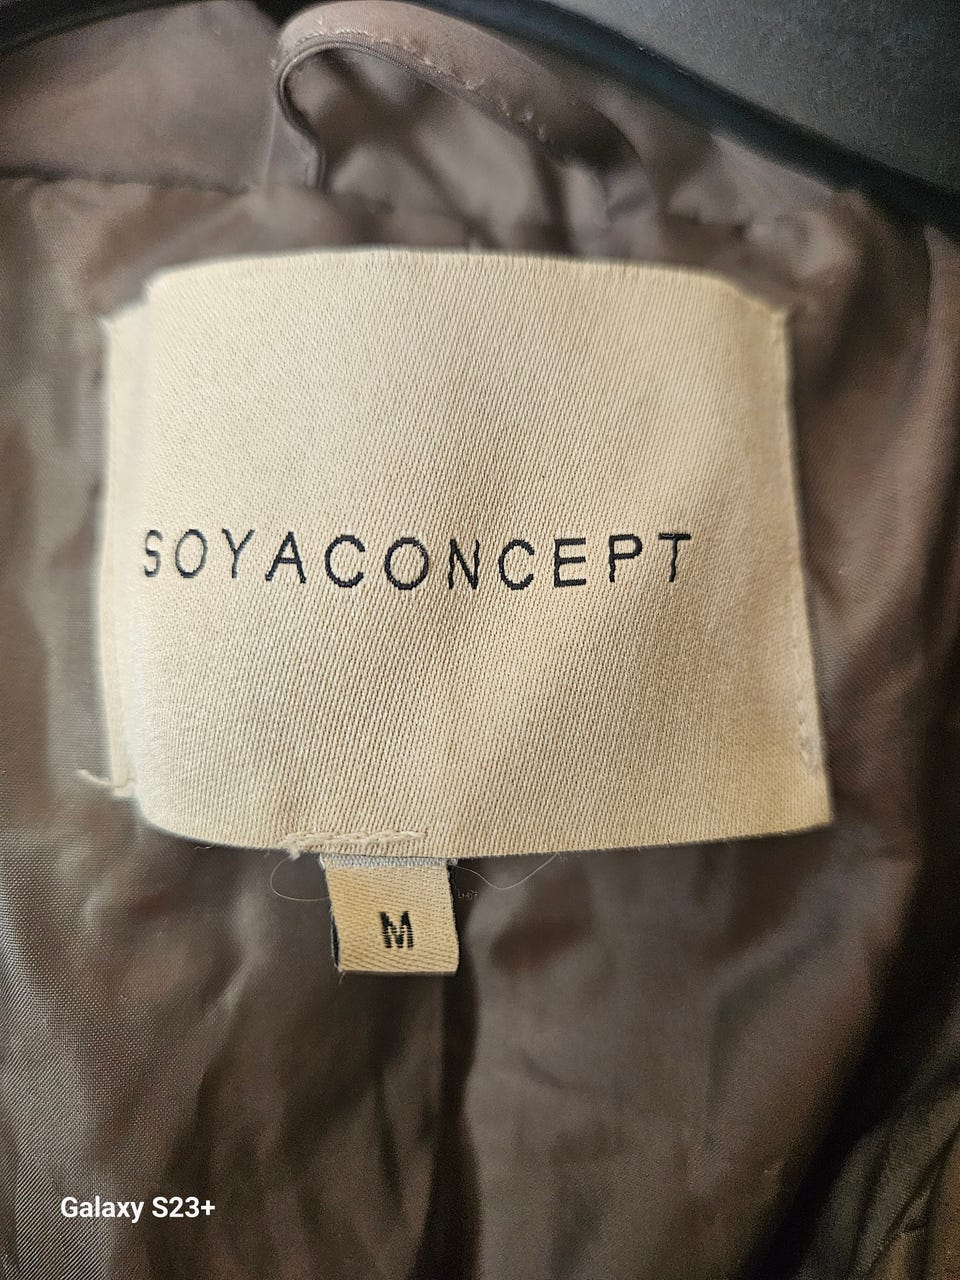 SOYACONCEPT
M
Galaxy S23+